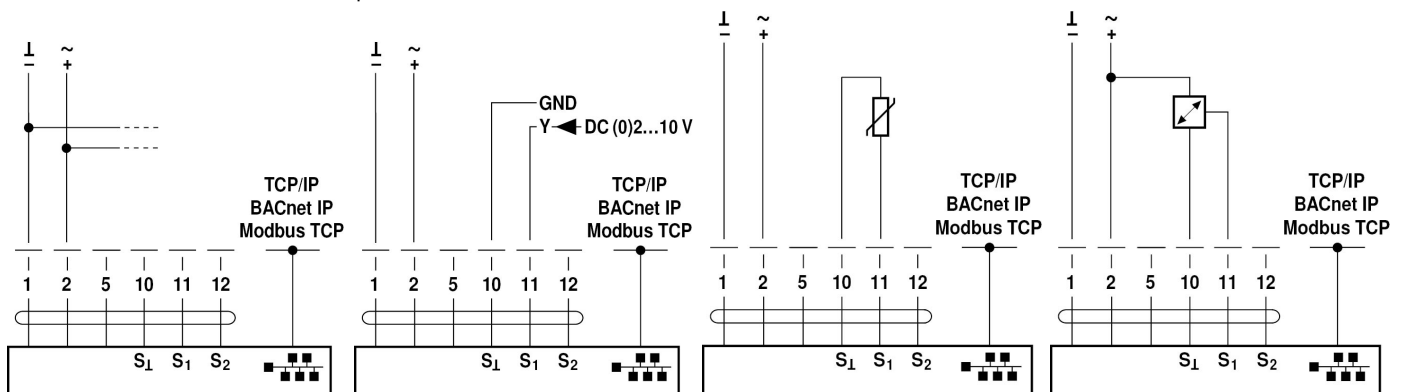 ⊥ ~
– +
TCP/IP
BACnet IP
Modbus TCP
1 2 5 10 11 12
S⊥ S1 S2
⊥ ~
– +
GND
Y DC (0)2...10 V
TCP/IP
BACnet IP
Modbus TCP
1 2 5 10 11 12
S⊥ S1 S2
⊥ ~
– +
TCP/IP
BACnet IP
Modbus TCP
1 2 5 10 11 12
S⊥ S1 S2
⊥ ~
– +
TCP/IP
BACnet IP
Modbus TCP
1 2 5 10 11 12
S⊥ S1 S2